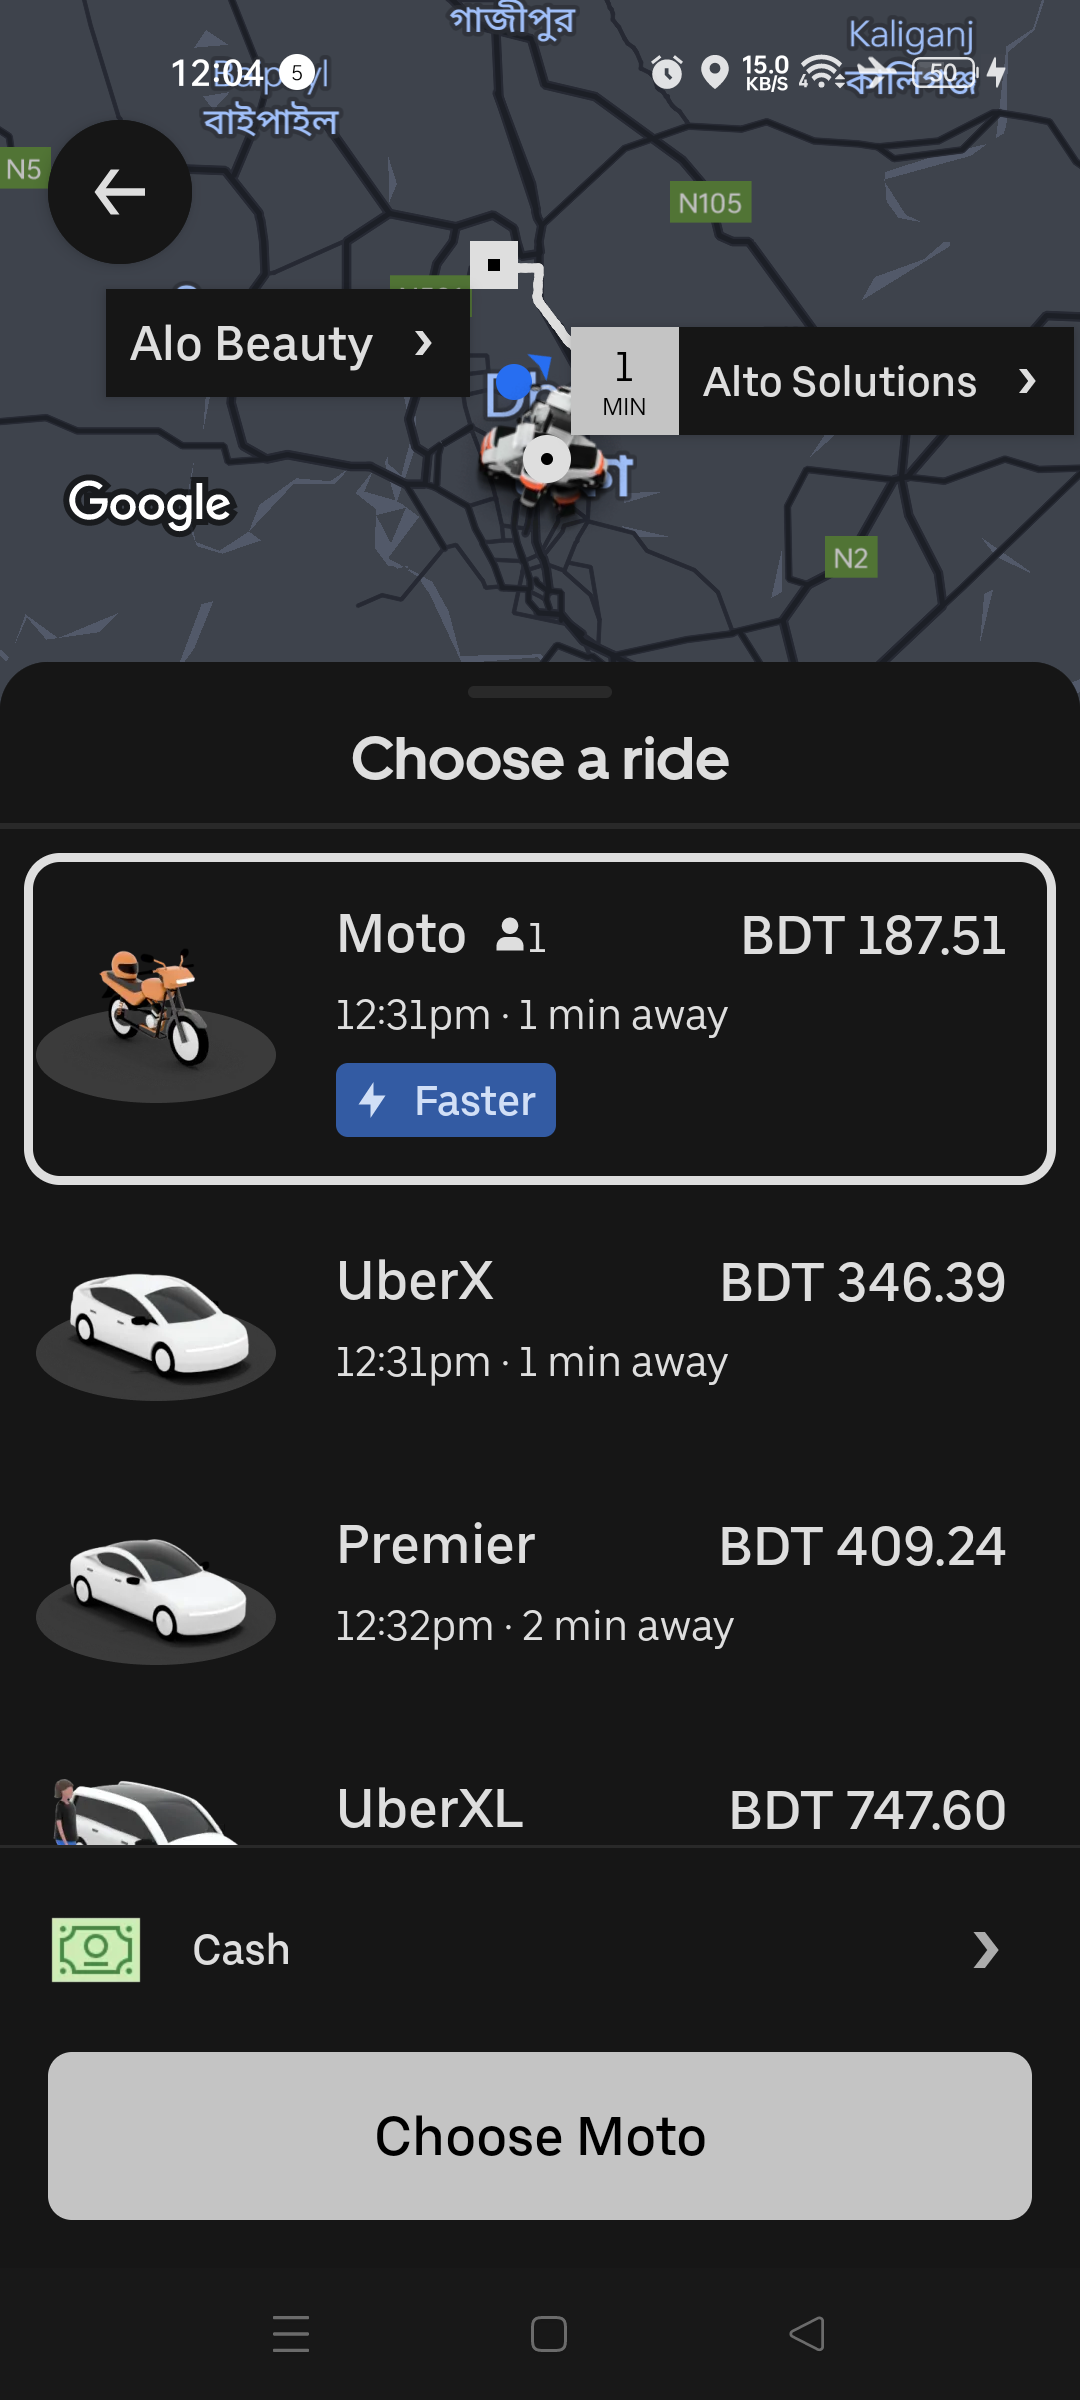 গাজীপুর
Kaliganj
12:04 5
15.0
KB/S
4
50
কালিগঞ্জ
বাইপাইল
N5
N105
Alo Beauty
1
MIN
Alto Solutions
Google
N2
Choose a ride
Moto 1 BDT 187.51
12:31pm · 1 min away
Faster
UberX BDT 346.39
12:31pm · 1 min away
Premier BDT 409.24
12:32pm · 2 min away
UberXL BDT 747.60
Cash
Choose Moto